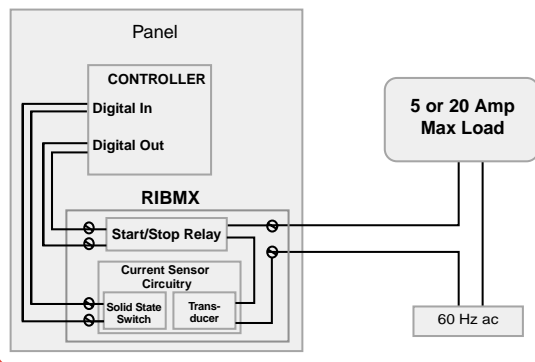 Panel
CONTROLLER
Digital In
Digital Out
5 or 20 Amp
Max Load
RIBMX
Start/Stop Relay
Current Sensor
Circuitry
Solid State
Switch
Trans-
ducer
60 Hz ac